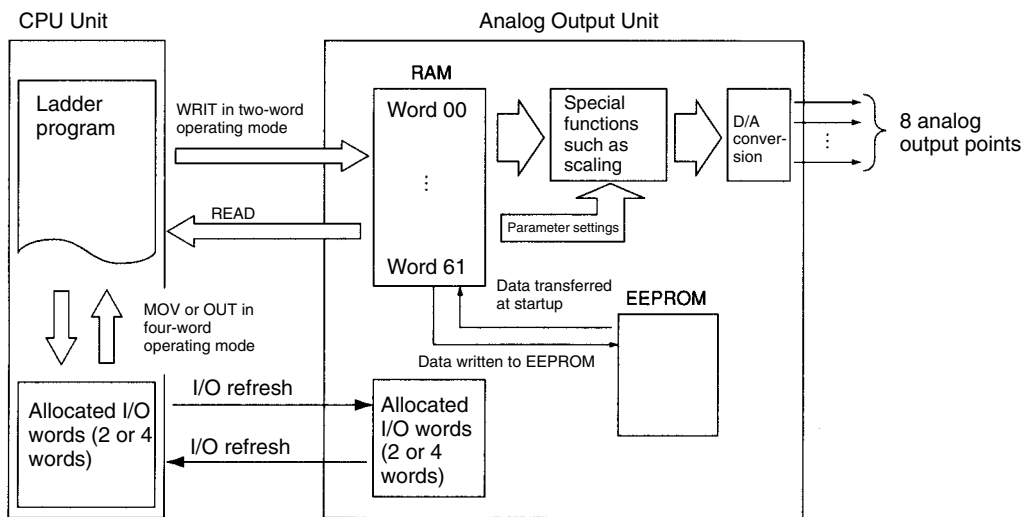 CPU Unit
Analog Output Unit
Ladder
program
WRIT in two-word
operating mode
READ
MOV or OUT in
four-word
operating mode
RAM
Word 00
⋮
Word 61
Special
functions
such as
scaling
Parameter settings
D/A
conver-
sion
⋮
8 analog
output points
Data transferred
at startup
EEPROM
Data written to EEPROM
Allocated I/O
words (2 or 4
words)
I/O refresh
I/O refresh
Allocated
I/O words
(2 or 4
words)